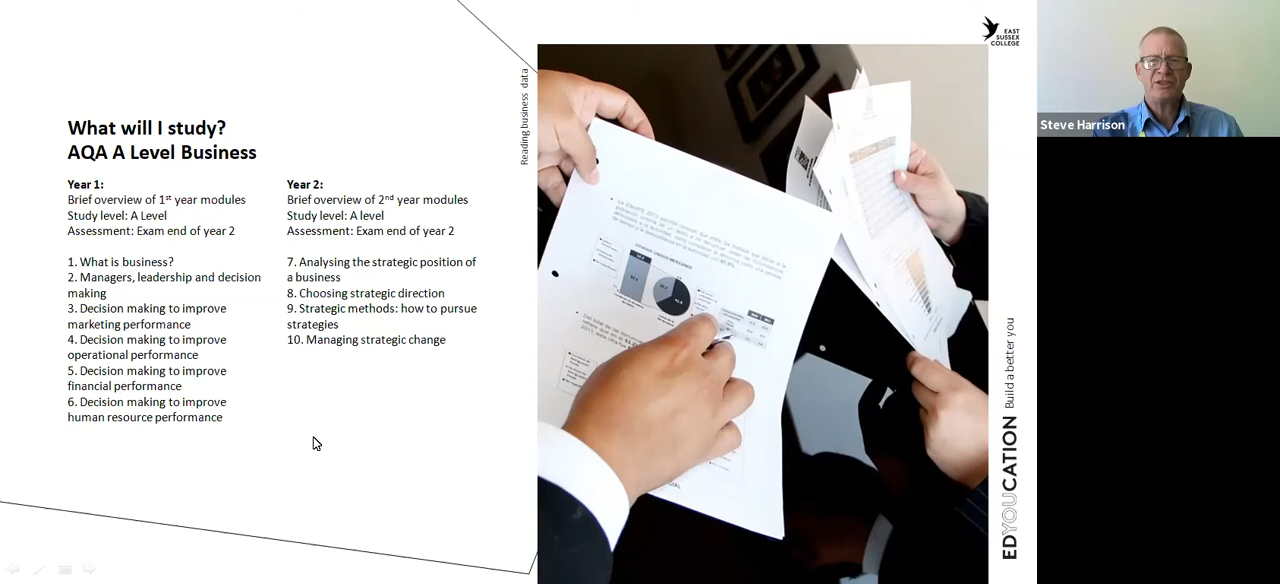 What will I study?
AQA A Level Business
Year 1:
Brief overview of 1st year modules
Study level: A Level
Assessment: Exam end of year 2
1. What is business?
2. Managers, leadership and decision
making
3. Decision making to improve
marketing performance
4. Decision making to improve
operational performance
5. Decision making to improve
financial performance
6. Decision making to improve
human resource performance
Year 2:
Brief overview of 2nd year modules
Study level: A level
Assessment: Exam end of year 2
7. Analysing the strategic position of
a business
8. Choosing strategic direction
9. Strategic methods: how to pursue
strategies
10. Managing strategic change
Reading business data
ESTADOS UNIDOS MEXICANOS
EAST
SUSSEX
COLLEGE
EDYOUCATION Build a better you
Steve Harrison